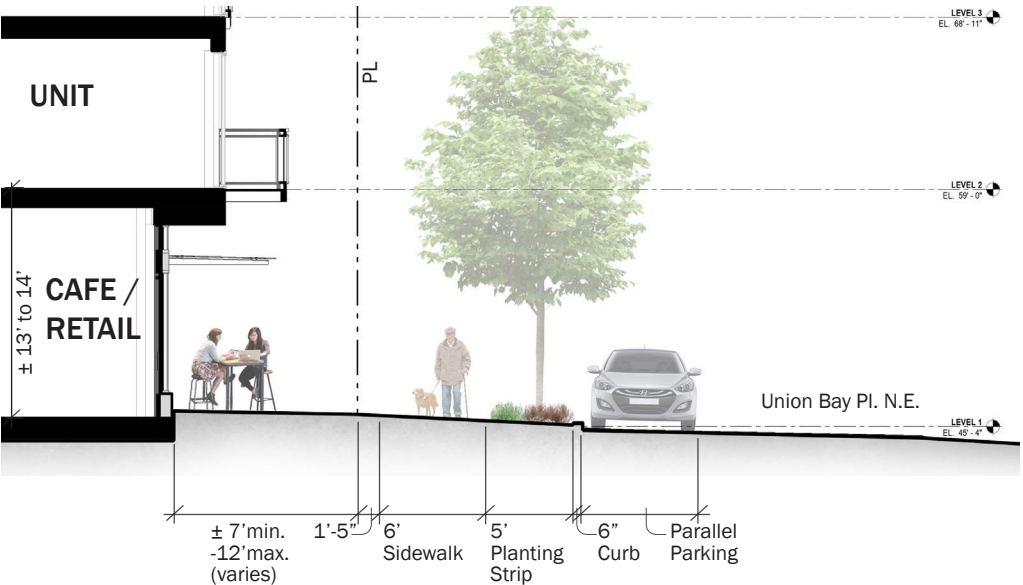 LEVEL 3
EL. 68' - 11"
PL
UNIT
LEVEL 2
EL. 59' - 0"
± 13' to 14'
CAFE /
RETAIL
Union Bay Pl. N.E.
LEVEL 1
EL. 45' - 4"
± 7'min.
-12'max.
(varies)
1'-5"
6'
Sidewalk
5'
Planting
Strip
6"
Curb
Parallel
Parking